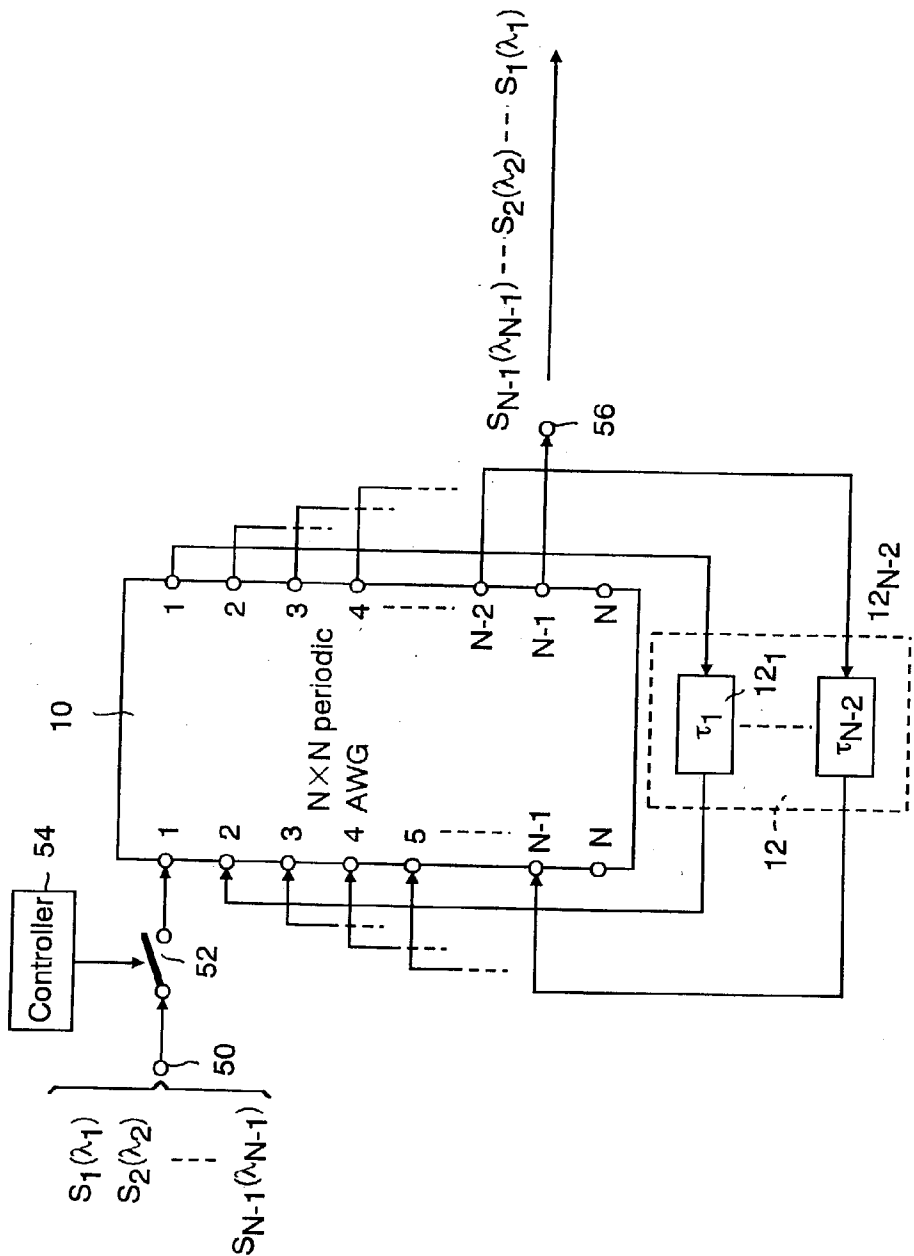 S1(λ1)
S2(λ2)
SN-1(λN-1)
50
52
Controller
54
10
N×N periodic
AWG
1
2
3
4
5
N-1
N
1
2
3
4
N-2
N-1
N
56
SN-1(λN-1) ---- S2(λ2) ---- S1(λ1)
τ1
121
τN-2
12N-2
12